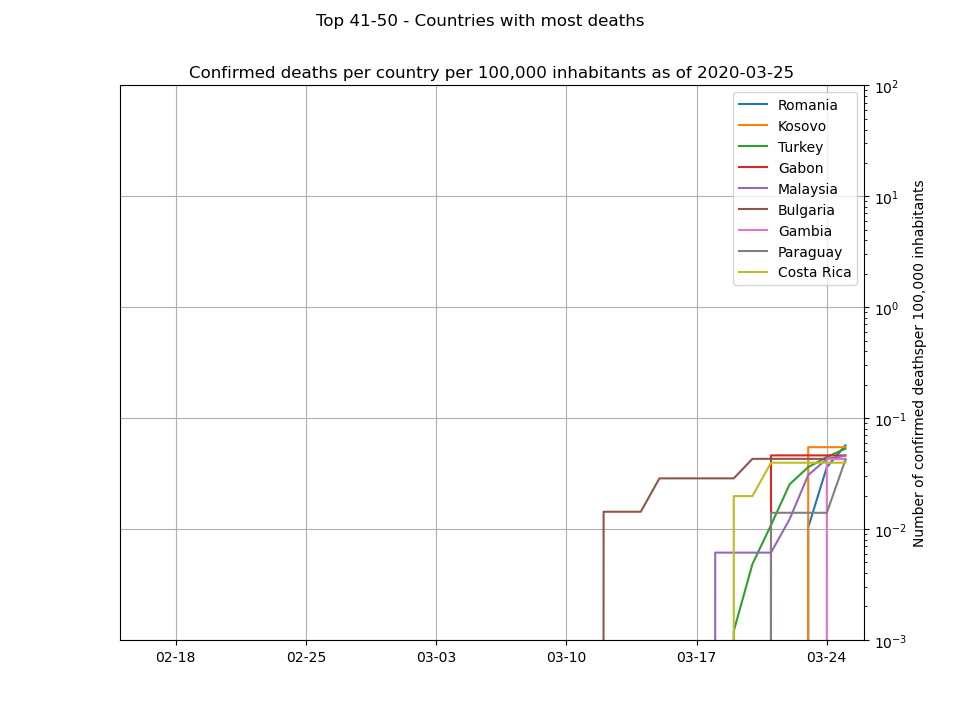 Top 41-50 - Countries with most deaths
Confirmed deaths per country per 100,000 inhabitants as of 2020-03-25
Romania
Kosovo
Turkey
Gabon
Malaysia
Bulgaria
Gambia
Paraguay
Costa Rica
10²
10¹
10⁰
10⁻¹
10⁻²
10⁻³
Number of confirmed deathsper 100,000 inhabitants
02-18
02-25
03-03
03-10
03-17
03-24